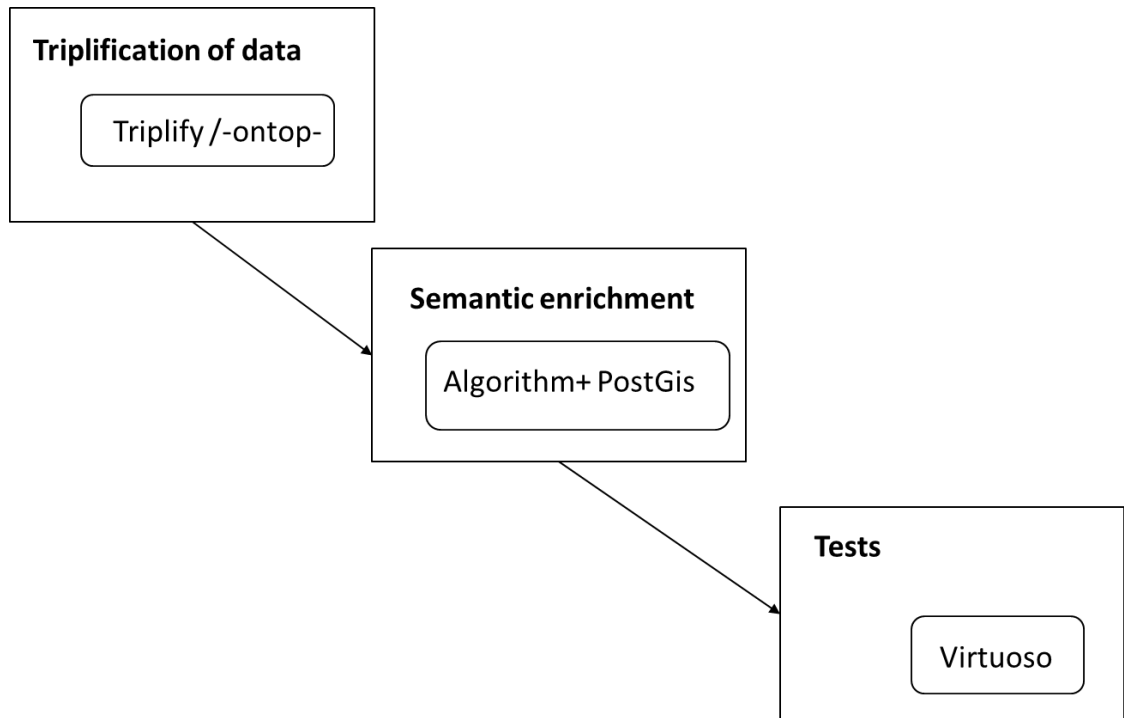 Triplification of data
Triplify /-ontop-
Semantic enrichment
Algorithm+ PostGis
Tests
Virtuoso